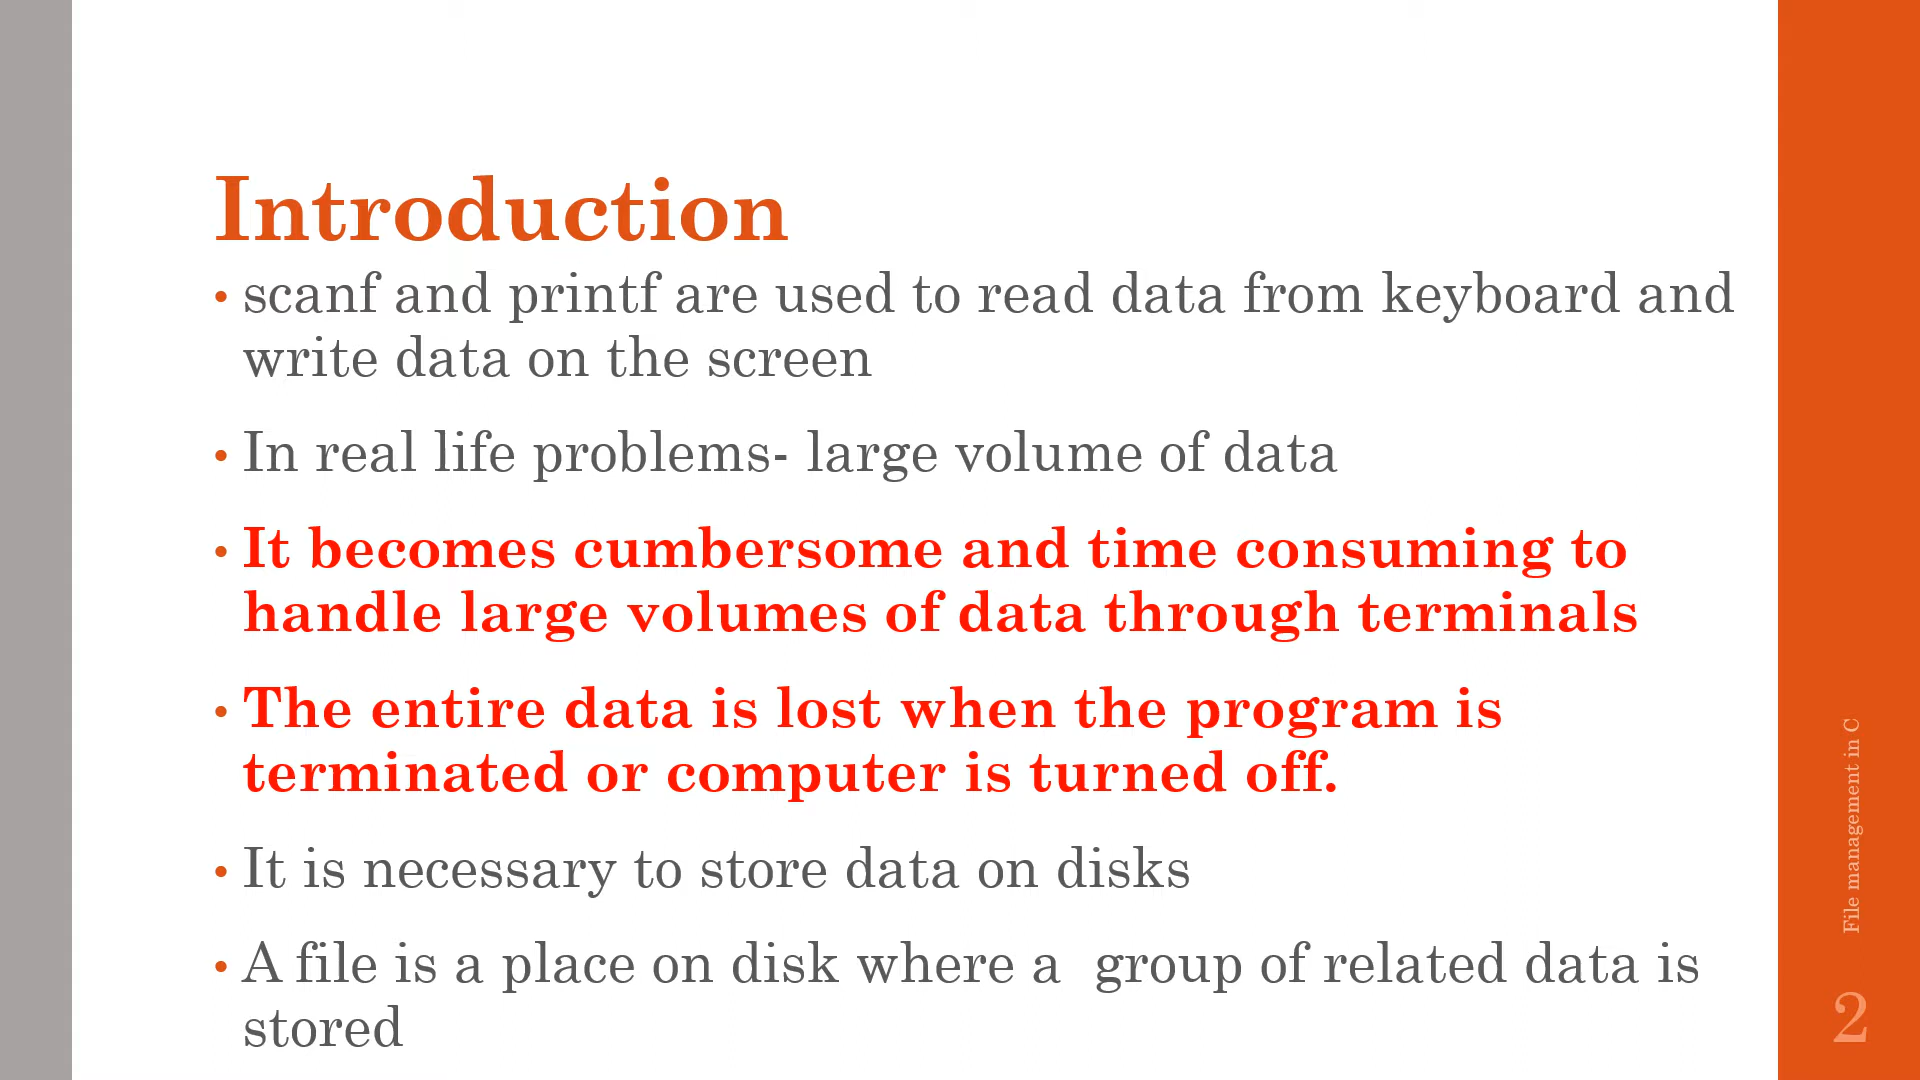 Introduction
• scanf and printf are used to read data from keyboard and
write data on the screen
• In real life problems- large volume of data
• It becomes cumbersome and time consuming to
handle large volumes of data through terminals
• The entire data is lost when the program is
terminated or computer is turned off.
• It is necessary to store data on disks
• A file is a place on disk where a  group of related data is
stored
File management in C
2